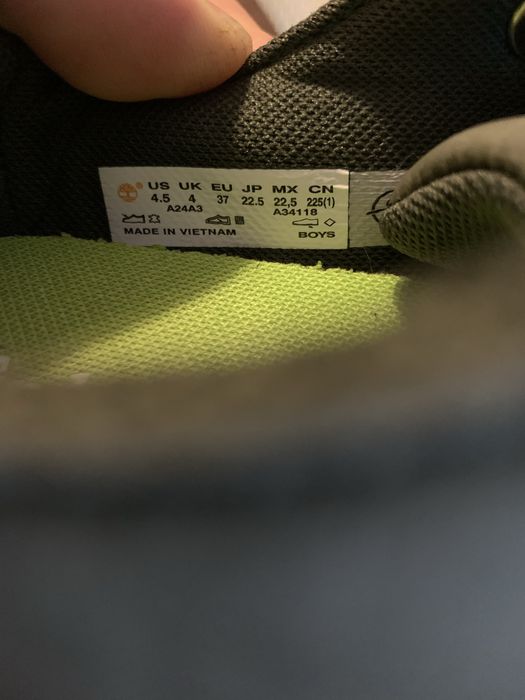 US UK EU JP MX CN
4.5 4 37 22.5 22,5 225(1)
A24A3 A34118
MADE IN VIETNAM BOYS